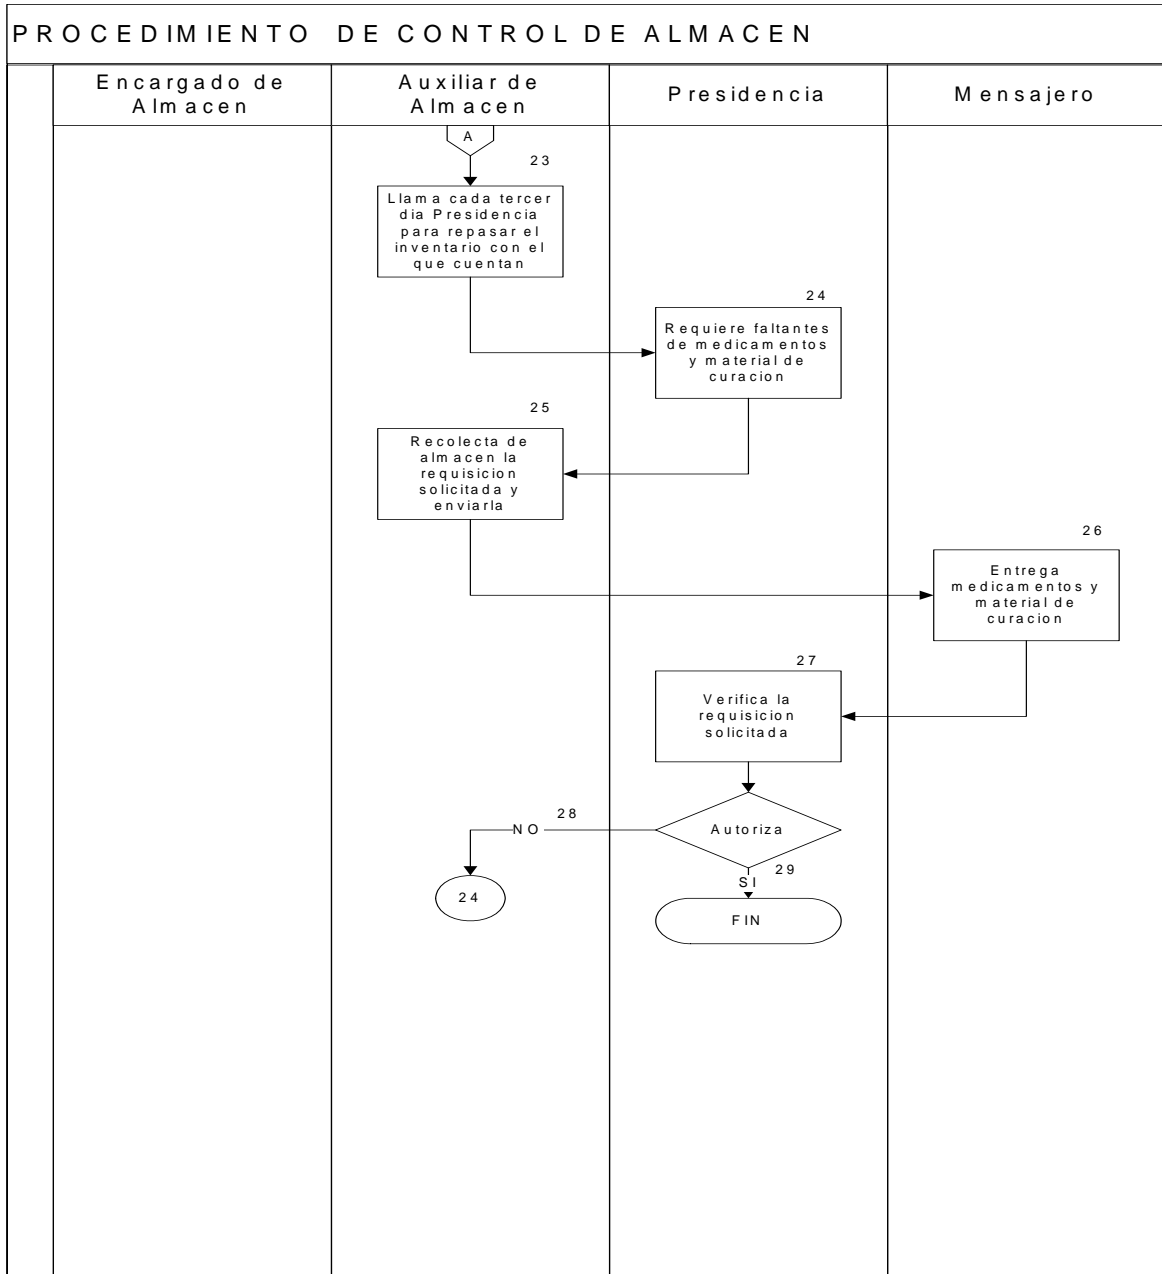 PROCEDIMIENTO DE CONTROL DE ALMACEN
Encargado de
Almacen
Auxiliar de
Almacen
Presidencia
Mensajero
A
23
Llama cada tercer
dia Presidencia
para repasar el
inventario con el
que cuentan
24
Requiere faltantes
de medicamentos
y material de
curacion
25
Recolecta de
almacen la
requisicion
solicitada y
enviarla
26
Entrega
medicamentos y
material de
curacion
27
Verifica la
requisicion
solicitada
28
NO
Autoriza
29
SI
24
FIN